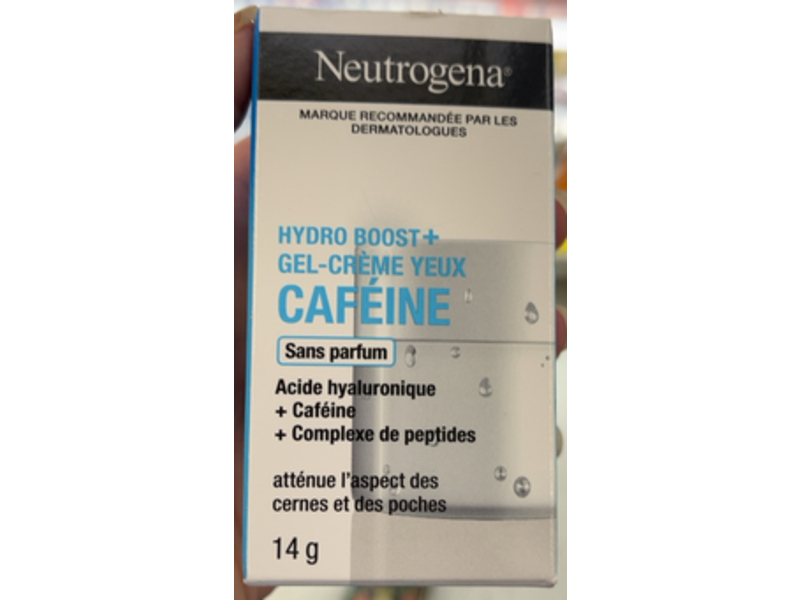 Neutrogena®
MARQUE RECOMMANDÉE PAR LES
DERMATOLOGUES
HYDRO BOOST+
GEL-CRÈME YEUX
CAFÉINE
Sans parfum
Acide hyaluronique
+ Caféine
+ Complexe de peptides
atténue l'aspect des
cernes et des poches
14 g